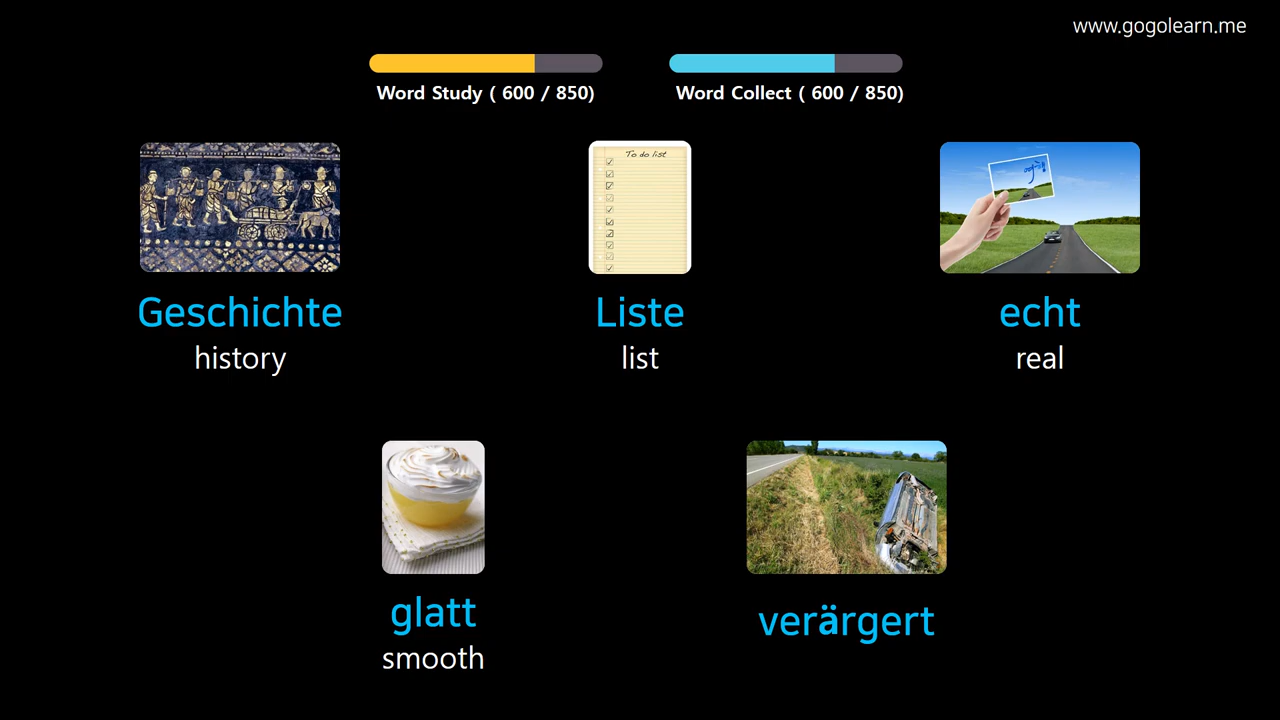 www.gogolearn.me
Word Study ( 600 / 850)
Word Collect ( 600 / 850)
To do list
Geschichte
history
Liste
list
echt
real
glatt
smooth
verärgert